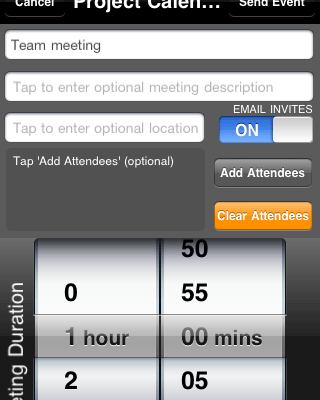 Cancel Project Calen... Send Event
Team meeting
Tap to enter optional meeting description
EMAIL INVITES
Tap to enter optional location
ON
Tap 'Add Attendees' (optional)
Add Attendees
Clear Attendees
50
0 55
1 hour 00 mins
2 05
eting Duration